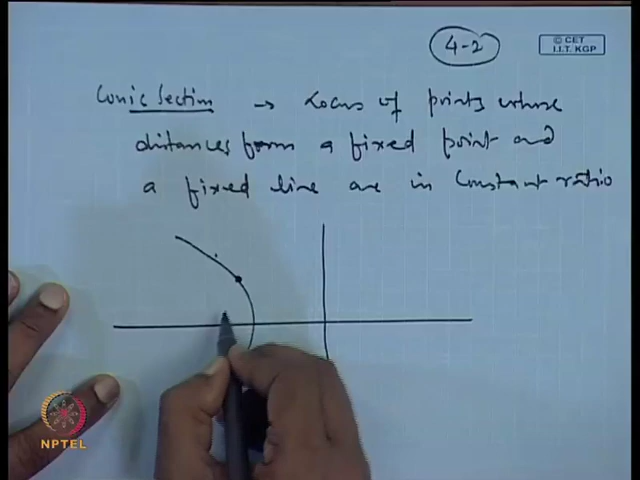 4-2
© CET
I.I.T. KGP
Conic Section → Locus of points whose
distances form a fixed point and
a fixed line are in constant ratio
NPTEL